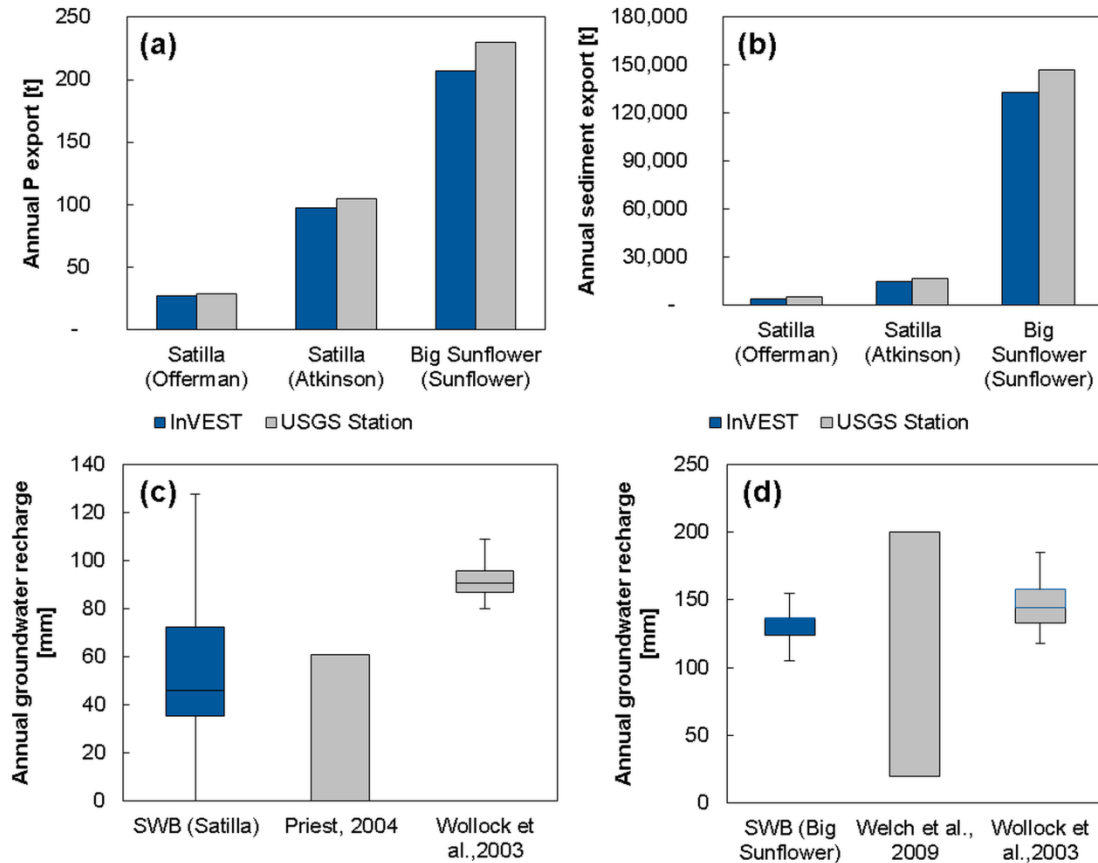 (a)
Annual P export [t]
250
200
150
100
50
-
Satilla
(Offerman)
Satilla
(Atkinson)
Big Sunflower
(Sunflower)
InVEST USGS Station
(b)
Annual sediment export [t]
180,000
150,000
120,000
90,000
60,000
30,000
-
Satilla
(Offerman)
Satilla
(Atkinson)
Big
Sunflower
(Sunflower)
InVEST USGS Station
(c)
Annual groundwater recharge
[mm]
140
120
100
80
60
40
20
0
SWB (Satilla)
Priest, 2004
Wollock et
al.,2003
(d)
Annual groundwater recharge
[mm]
250
200
150
100
50
0
SWB (Big
Sunflower)
Welch et al.,
2009
Wollock et
al.,2003